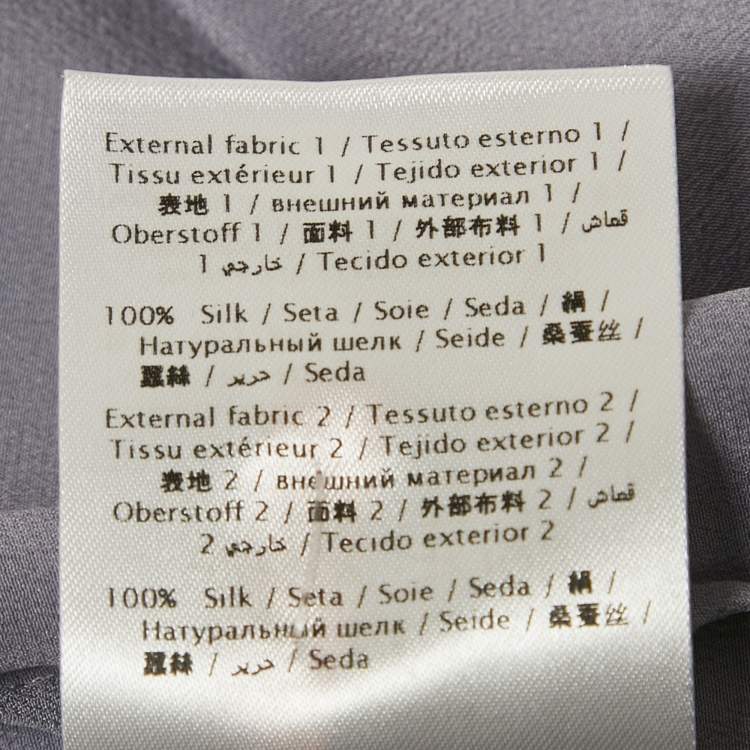 External fabric 1 / Tessuto esterno 1 /
Tissu extérieur 1 / Tejido exterior 1 /
表地 1 / внешний материал 1 /
Oberstoff 1 / 面料 1 / 外部布料 1 / قماش
خارجي 1 / Tecido exterior 1
100% Silk / Seta / Soie / Seda / 絹 /
Натуральный шелк / Seide / 桑蚕丝 /
蠶絲 / حرير / Seda
External fabric 2 / Tessuto esterno 2 /
Tissu extérieur 2 / Tejido exterior 2 /
表地 2 / внешний материал 2 /
Oberstoff 2 / 面料 2 / 外部布料 2 / قماش
خارجي 2 / Tecido exterior 2
100% Silk / Seta / Soie / Seda / 絹 /
Натуральный шелк / Seide / 桑蚕丝 /
蠶絲 / حرير / Seda